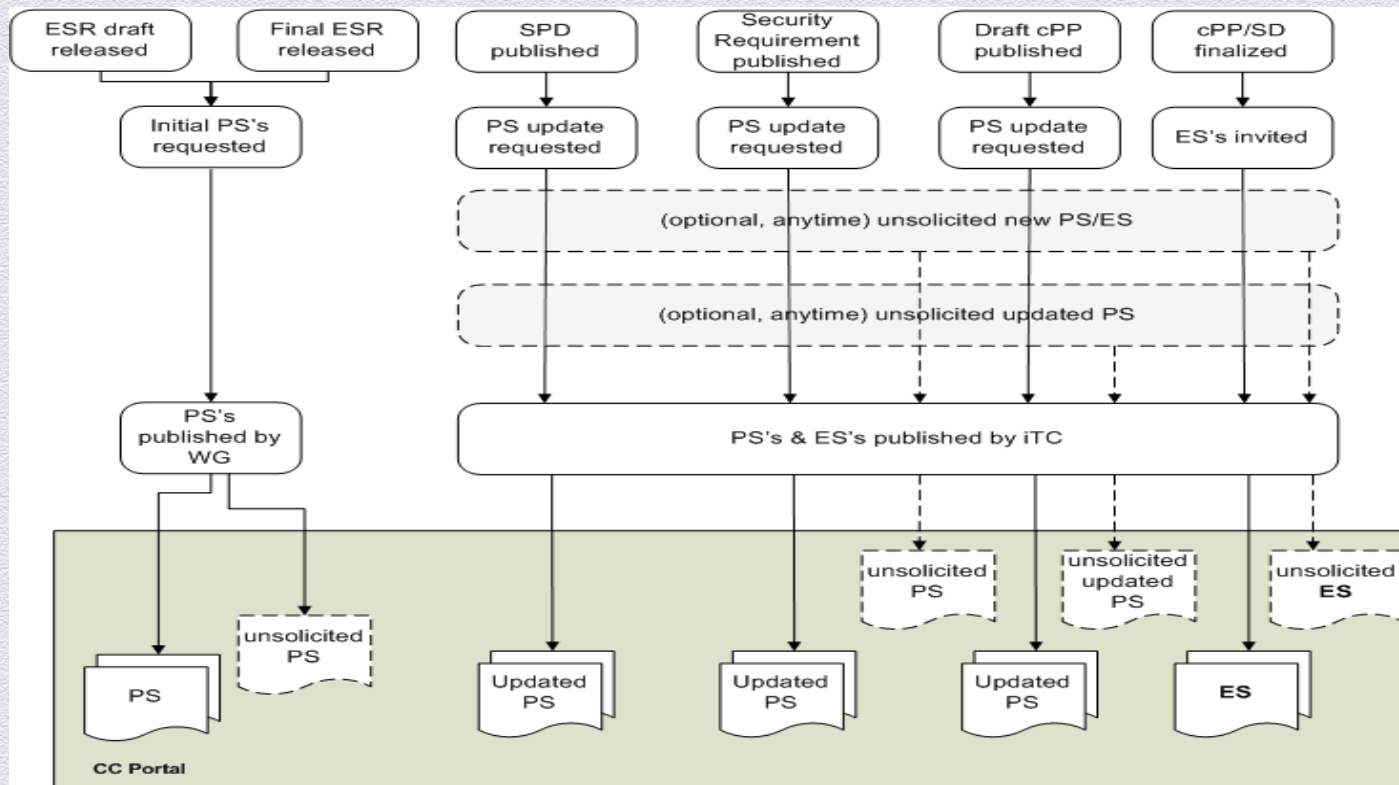 ESR draft
released
Final ESR
released
SPD
published
Security
Requirement
published
Draft cPP
published
cPP/SD
finalized
Initial PS's
requested
PS update
requested
PS update
requested
PS update
requested
ES's invited
(optional, anytime) unsolicited new PS/ES
(optional, anytime) unsolicited updated PS
PS's
published by
WG
PS's & ES's published by iTC
unsolicited
PS
unsolicited
updated
PS
unsolicited
ES
unsolicited
PS
PS
Updated
PS
Updated
PS
Updated
PS
ES
CC Portal